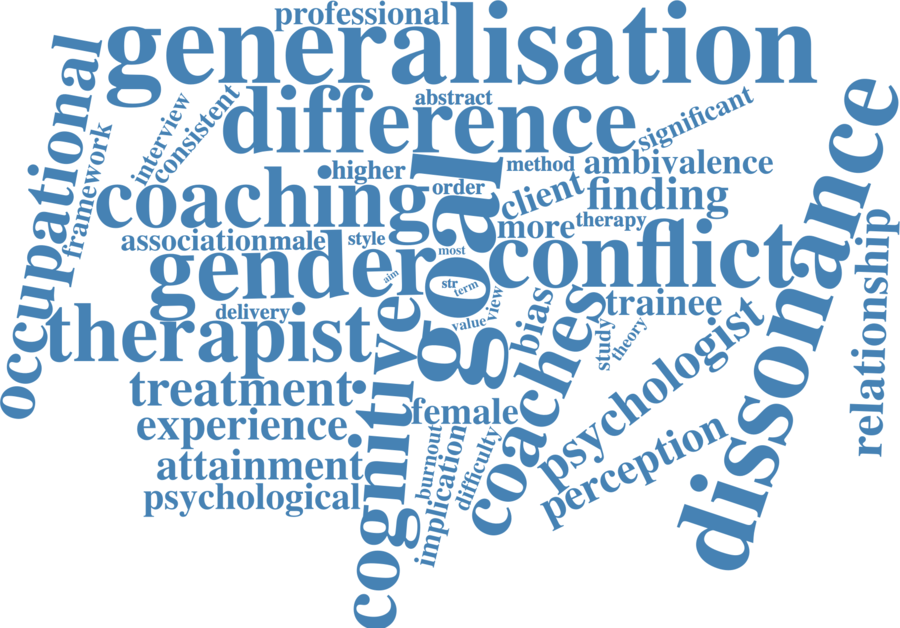 professional
generalisation
occupational
framework
interview
consistent
difference
abstract
significant
dissonance
higher
goal
order
method
ambivalence
coaching
client
finding
more
therapy
association
male
style
most
conflict
relationship
gender
aim
str
term
delivery
value
view
bias
trainee
therapist
cognitive
coaches
study
theory
psychologist
treatment
female
experience
burnout
implication
difficulty
perception
attainment
psychological